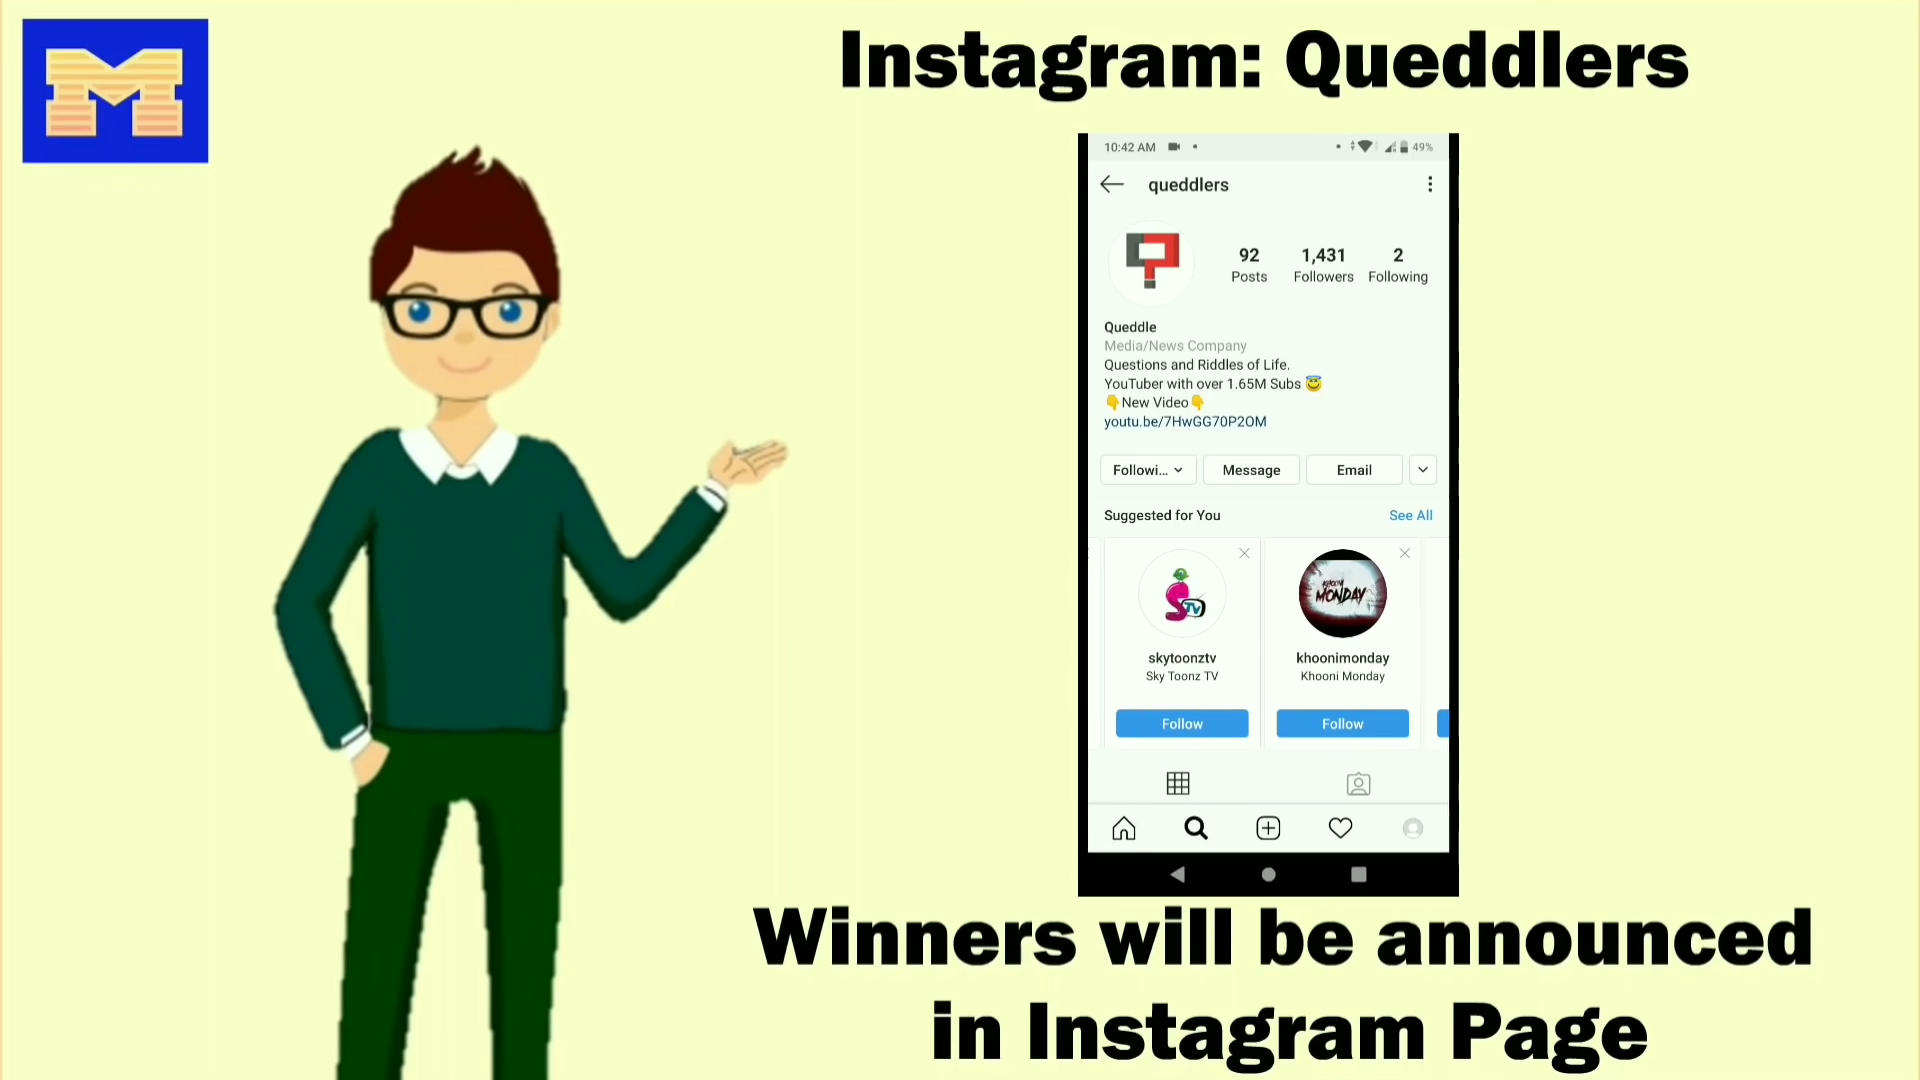 M
Instagram: Queddlers
10:42 AM
49%
queddlers
92
1,431
2
Posts
Followers
Following
Queddle
Media/News Company
Questions and Riddles of Life.
YouTuber with over 1.65M Subs 😇
👇New Video👇
youtu.be/7HwGG70P2OM
Followi...
Message
Email
Suggested for You
See All
STV
KHOONI
MONDAY
skytoonztv
khoonimonday
Sky Toonz TV
Khooni Monday
Follow
Follow
Winners will be announced
in Instagram Page